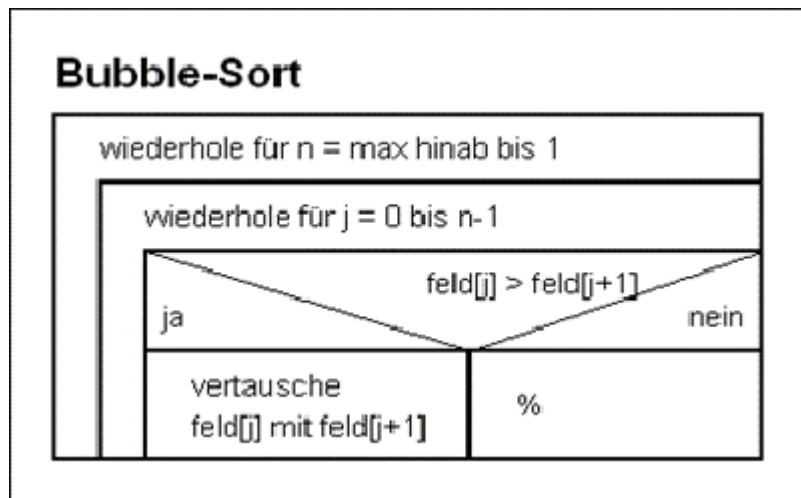 Bubble-Sort
wiederhole für n = max hinab bis 1
wiederhole für j = 0 bis n-1
feld[j] > feld[j+1]
ja
nein
vertausche
feld[j] mit feld[j+1]
%